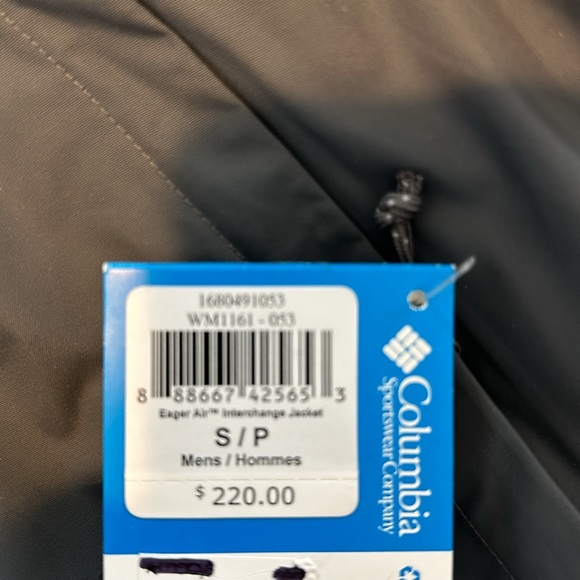 1680491053
WM1161 - 053
8 88667 42565 3
Eager Air™ Interchange Jacket
S / P
Mens / Hommes
$ 220.00
Columbia
Sportswear Company